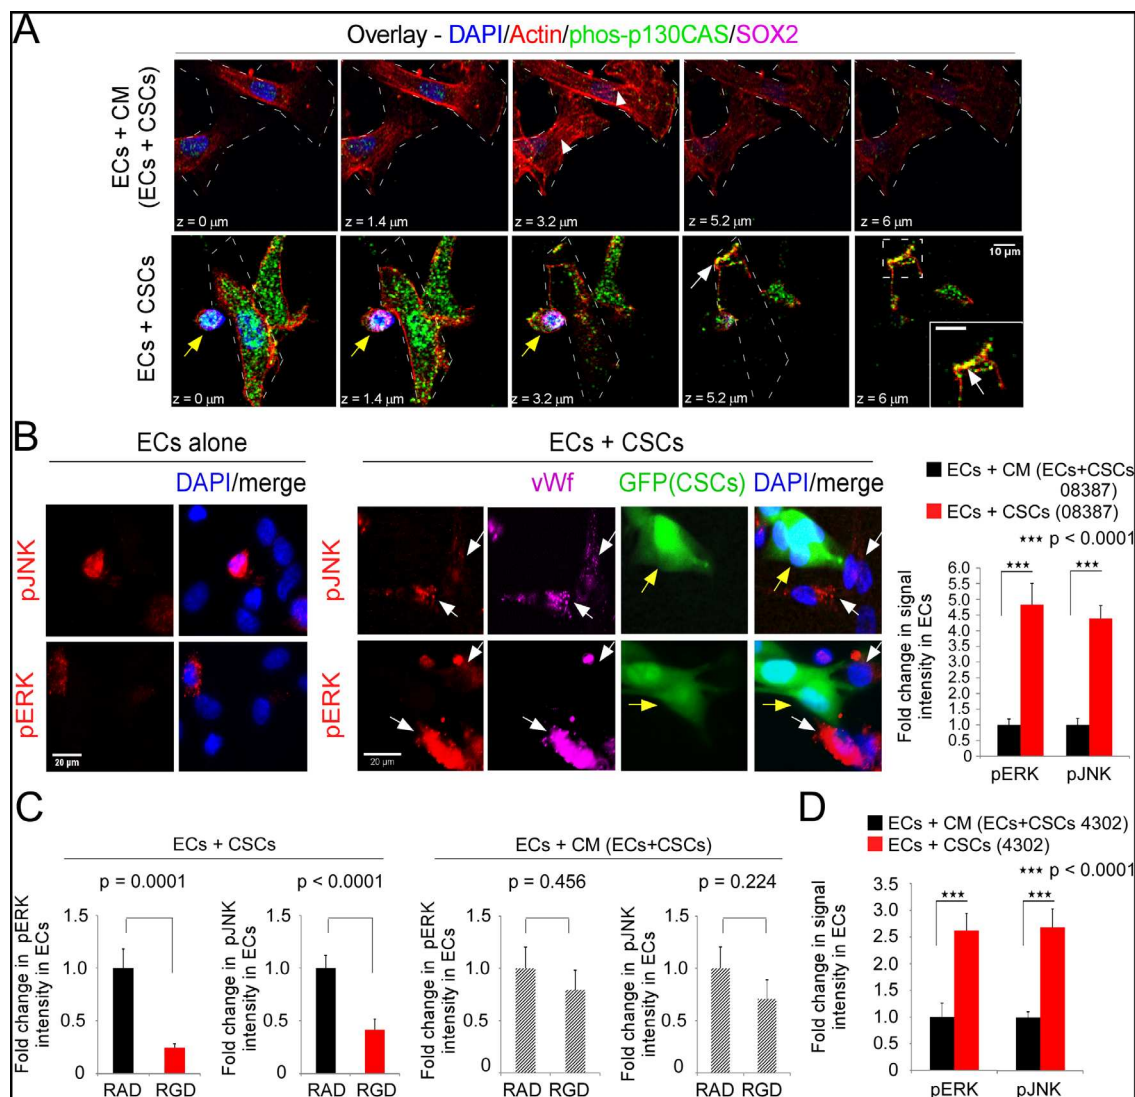 A
Overlay - DAPI/Actin/phos-p130CAS/SOX2
ECs + CM
(ECs + CSCs)
z = 0 μm
z = 1.4 μm
z = 3.2 μm
z = 5.2 μm
z = 6 μm
ECs + CSCs
10 μm
z = 0 μm
z = 1.4 μm
z = 3.2 μm
z = 5.2 μm
z = 6 μm
B
ECs alone
DAPI/merge
pJNK
pERK
20 μm
ECs + CSCs
vWf
GFP(CSCs)
DAPI/merge
pJNK
pERK
20 μm
ECs + CM (ECs+CSCs
08387)
ECs + CSCs (08387)
★★★ p < 0.0001
Fold change in signal
intensity in ECs
6.0
5.5
5.0
4.5
4.0
3.5
3.0
2.5
2.0
1.5
1.0
0.5
0
★★★
★★★
pERK
pJNK
C
ECs + CSCs
p = 0.0001
Fold change in pERK
intensity in ECs
1.5
1.0
0.5
0
RAD
RGD
p < 0.0001
Fold change in pJNK
intensity in ECs
1.5
1.0
0.5
0
RAD
RGD
ECs + CM (ECs+CSCs)
p = 0.456
Fold change in pERK
intensity in ECs
1.5
1.0
0.5
0
RAD
RGD
p = 0.224
Fold change in pJNK
intensity in ECs
1.5
1.0
0.5
0
RAD
RGD
D
ECs + CM (ECs+CSCs 4302)
ECs + CSCs (4302)
★★★ p < 0.0001
Fold change in signal
intensity in ECs
3.5
3.0
2.5
2.0
1.5
1.0
0.5
0
★★★
★★★
pERK
pJNK